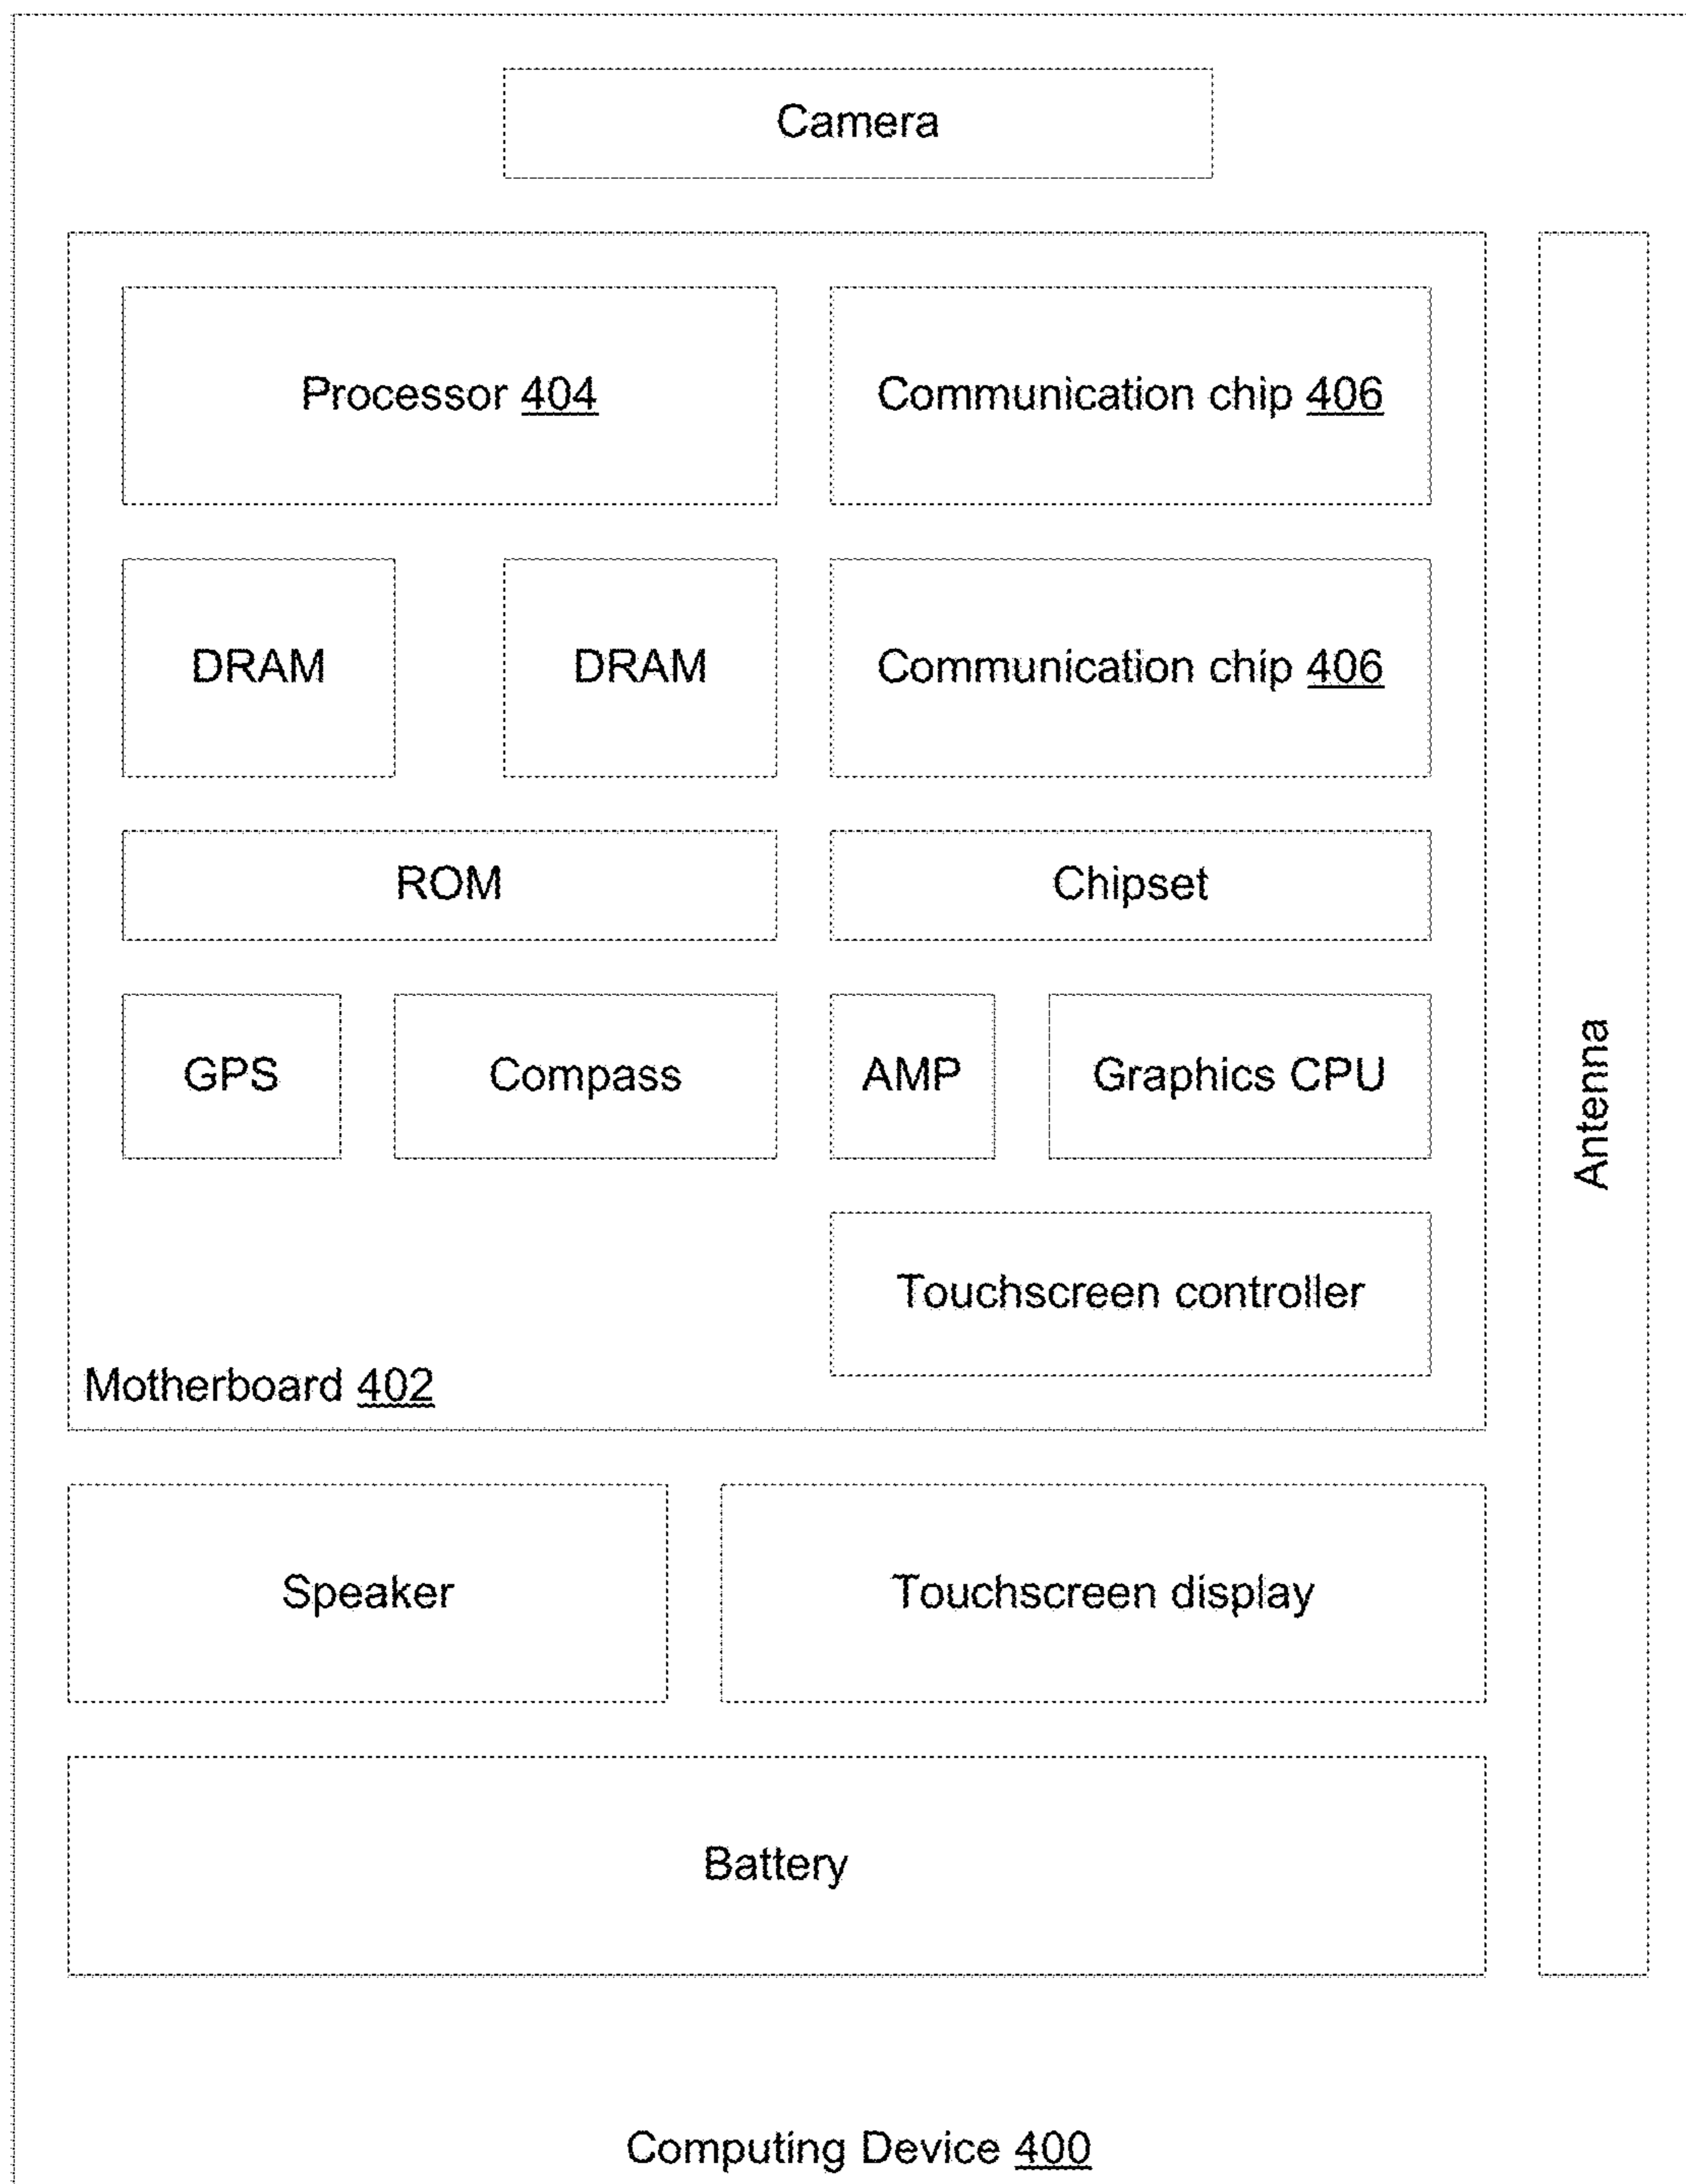 Camera
Processor 404
Communication chip 406
DRAM
DRAM
Communication chip 406
ROM
Chipset
GPS
Compass
AMP
Graphics CPU
Touchscreen controller
Motherboard 402
Antenna
Speaker
Touchscreen display
Battery
Computing Device 400